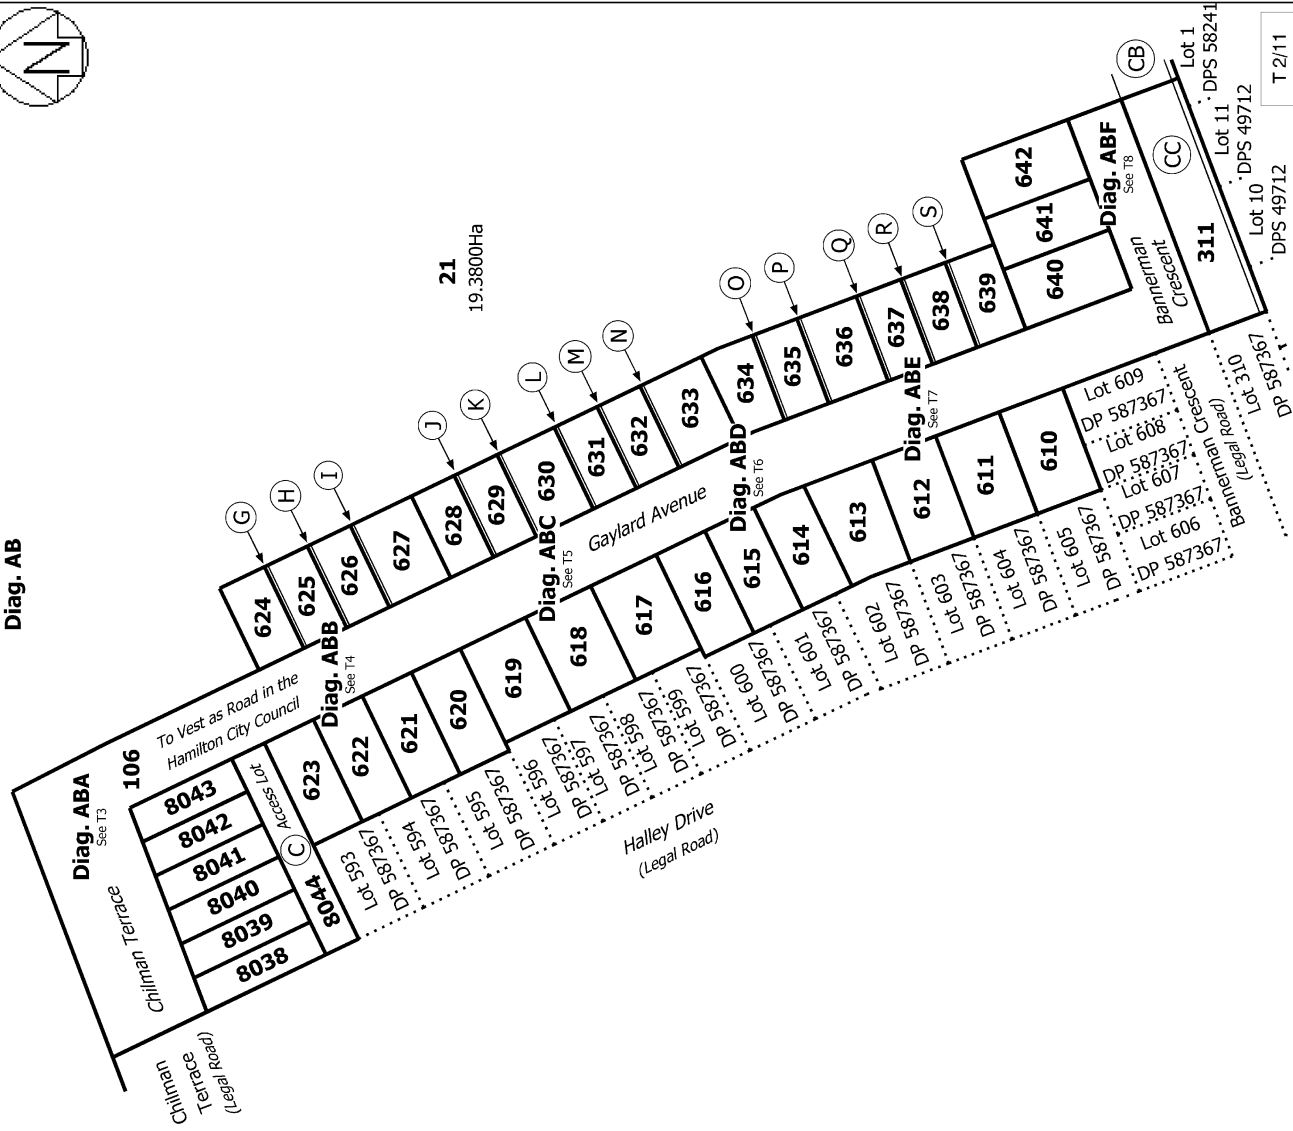 N
Diag. AB
21
19.3800Ha
G
H
I
J
K
L
M
N
O
P
Q
R
S
CB
CC
Lot 1
DPS 58241
Lot 11
DPS 49712
Lot 10
DPS 49712
T 2/11
624
625
626
627
628
629
630
631
632
633
634
635
636
637
638
639
640
641
642
Diag. ABF
See T8
311
Bannerman
Crescent
Diag. ABA
See T3
106
To Vest as Road in the
Hamilton City Council
Diag. ABB
See T4
Diag. ABC
See T5
Gaylard Avenue
Diag. ABD
See T6
Diag. ABE
See T7
Chilman Terrace
8043
8042
8041
8040
8039
8038
Access Lot
C
8044
623
622
621
620
619
618
617
616
615
614
613
612
611
610
Lot 593
DP 587367
Lot 594
DP 587367
Lot 595
DP 587367
Lot 596
DP 587367
Lot 597
DP 587367
Lot 598
DP 587367
Lot 599
DP 587367
Lot 600
DP 587367
Lot 601
DP 587367
Lot 602
DP 587367
Lot 603
DP 587367
Lot 604
DP 587367
Lot 605
DP 587367
Lot 606
DP 587367
Lot 607
DP 587367
Lot 608
DP 587367
Lot 609
DP 587367
Bannerman Crescent
(Legal Road)
Lot 310
DP 587367
Halley Drive
(Legal Road)
Chilman
Terrace
(Legal Road)